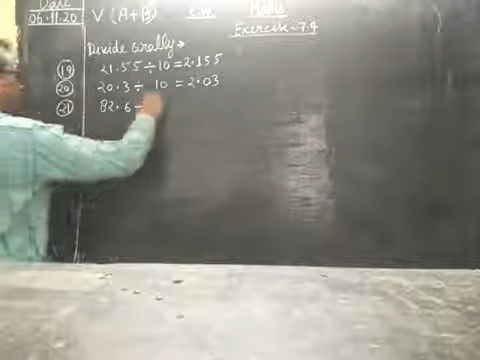 Date
06.11.20 V (A+B) C.W Maths
Exercise-7.4
Divide orally→
(19) 21.55 ÷ 10 = 2.155
(20) 20.3 ÷ 10 = 2.03
(21) 82.6 ÷